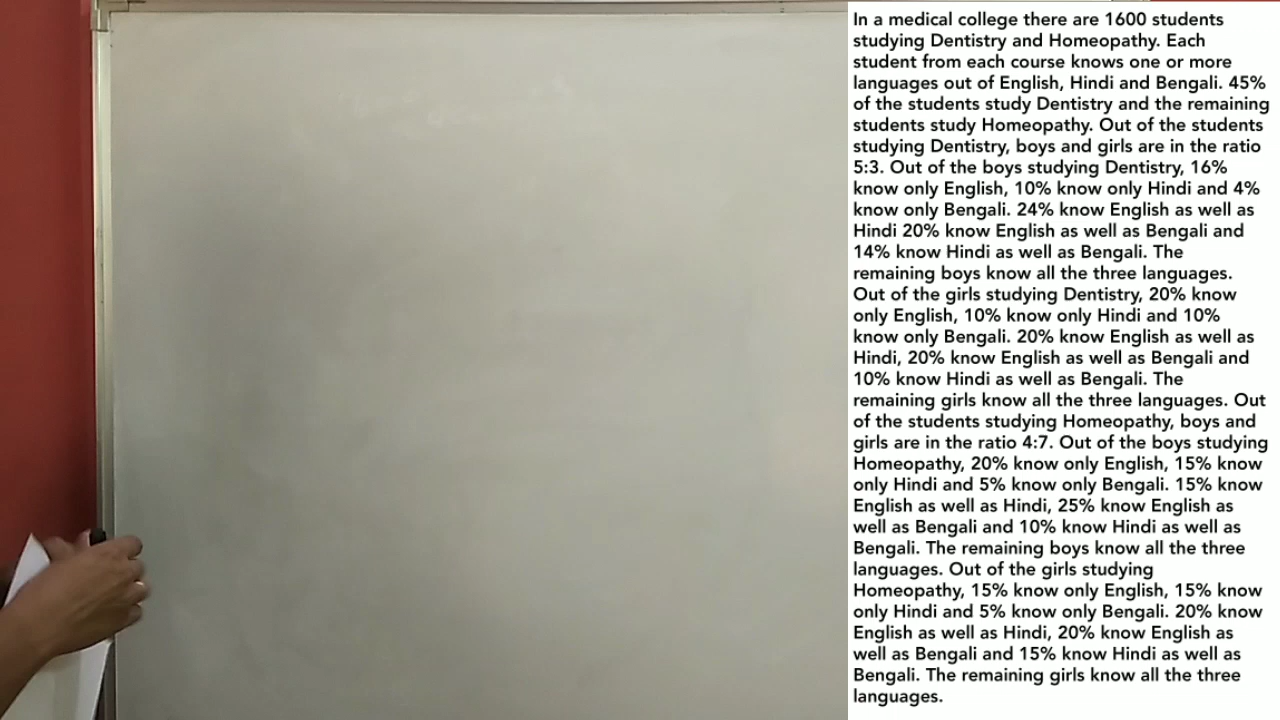 In a medical college there are 1600 students
studying Dentistry and Homeopathy. Each
student from each course knows one or more
languages out of English, Hindi and Bengali. 45%
of the students study Dentistry and the remaining
students study Homeopathy. Out of the students
studying Dentistry, boys and girls are in the ratio
5:3. Out of the boys studying Dentistry, 16%
know only English, 10% know only Hindi and 4%
know only Bengali. 24% know English as well as
Hindi 20% know English as well as Bengali and
14% know Hindi as well as Bengali. The
remaining boys know all the three languages.
Out of the girls studying Dentistry, 20% know
only English, 10% know only Hindi and 10%
know only Bengali. 20% know English as well as
Hindi, 20% know English as well as Bengali and
10% know Hindi as well as Bengali. The
remaining girls know all the three languages. Out
of the students studying Homeopathy, boys and
girls are in the ratio 4:7. Out of the boys studying
Homeopathy, 20% know only English, 15% know
only Hindi and 5% know only Bengali. 15% know
English as well as Hindi, 25% know English as
well as Bengali and 10% know Hindi as well as
Bengali. The remaining boys know all the three
languages. Out of the girls studying
Homeopathy, 15% know only English, 15% know
only Hindi and 5% know only Bengali. 20% know
English as well as Hindi, 20% know English as
well as Bengali and 15% know Hindi as well as
Bengali. The remaining girls know all the three
languages.